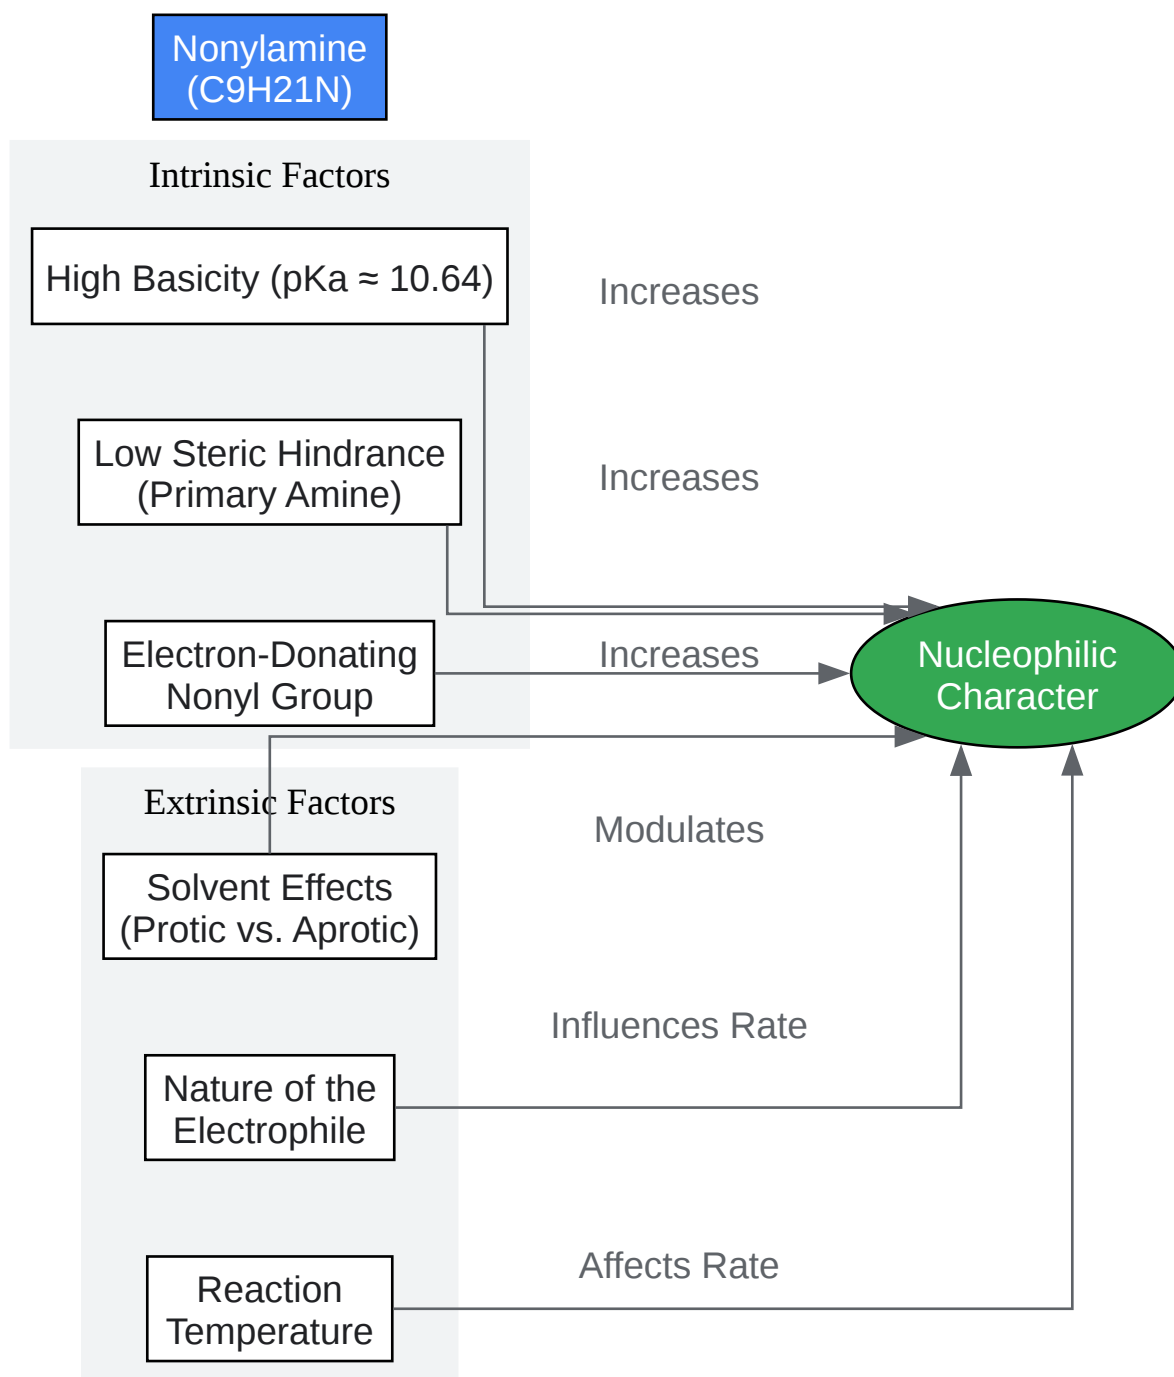 Nonylamine
(C9H21N)
Intrinsic Factors
High Basicity (pKa ≈ 10.64)
Increases
Low Steric Hindrance
(Primary Amine)
Increases
Electron-Donating
Nonyl Group
Increases
Nucleophilic
Character
Extrinsic Factors
Modulates
Solvent Effects
(Protic vs. Aprotic)
Influences Rate
Nature of the
Electrophile
Affects Rate
Reaction
Temperature